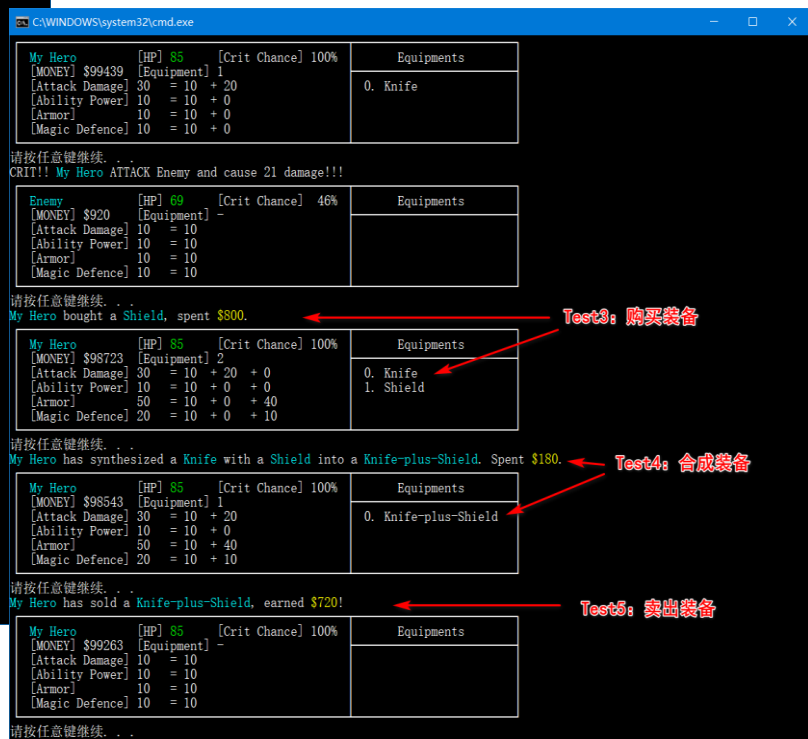 C:\WINDOWS\system32\cmd.exe
My Hero [HP] 85 [Crit Chance] 100% Equipments
[MONEY] $99439 [Equipment] 1
[Attack Damage] 30 = 10 + 20 0. Knife
[Ability Power] 10 = 10 + 0
[Armor] 10 = 10 + 0
[Magic Defence] 10 = 10 + 0
请按任意键继续. . .
CRIT!! My Hero ATTACK Enemy and cause 21 damage!!!
Enemy [HP] 69 [Crit Chance] 46% Equipments
[MONEY] $920 [Equipment] -
[Attack Damage] 10 = 10
[Ability Power] 10 = 10
[Armor] 10 = 10
[Magic Defence] 10 = 10
请按任意键继续. . .
My Hero bought a Shield, spent $800. Test3: 购买装备
My Hero [HP] 85 [Crit Chance] 100% Equipments
[MONEY] $98723 [Equipment] 2
[Attack Damage] 30 = 10 + 20 + 0 0. Knife
[Ability Power] 10 = 10 + 0 + 0 1. Shield
[Armor] 50 = 10 + 0 + 40
[Magic Defence] 20 = 10 + 0 + 10
请按任意键继续. . .
My Hero has synthesized a Knife with a Shield into a Knife-plus-Shield. Spent $180. Test4: 合成装备
My Hero [HP] 85 [Crit Chance] 100% Equipments
[MONEY] $98543 [Equipment] 1
[Attack Damage] 30 = 10 + 20 0. Knife-plus-Shield
[Ability Power] 10 = 10 + 0
[Armor] 50 = 10 + 40
[Magic Defence] 20 = 10 + 10
请按任意键继续. . .
My Hero has sold a Knife-plus-Shield, earned $720! Test5: 卖出装备
My Hero [HP] 85 [Crit Chance] 100% Equipments
[MONEY] $99263 [Equipment] -
[Attack Damage] 10 = 10
[Ability Power] 10 = 10
[Armor] 10 = 10
[Magic Defence] 10 = 10
请按任意键继续. . .